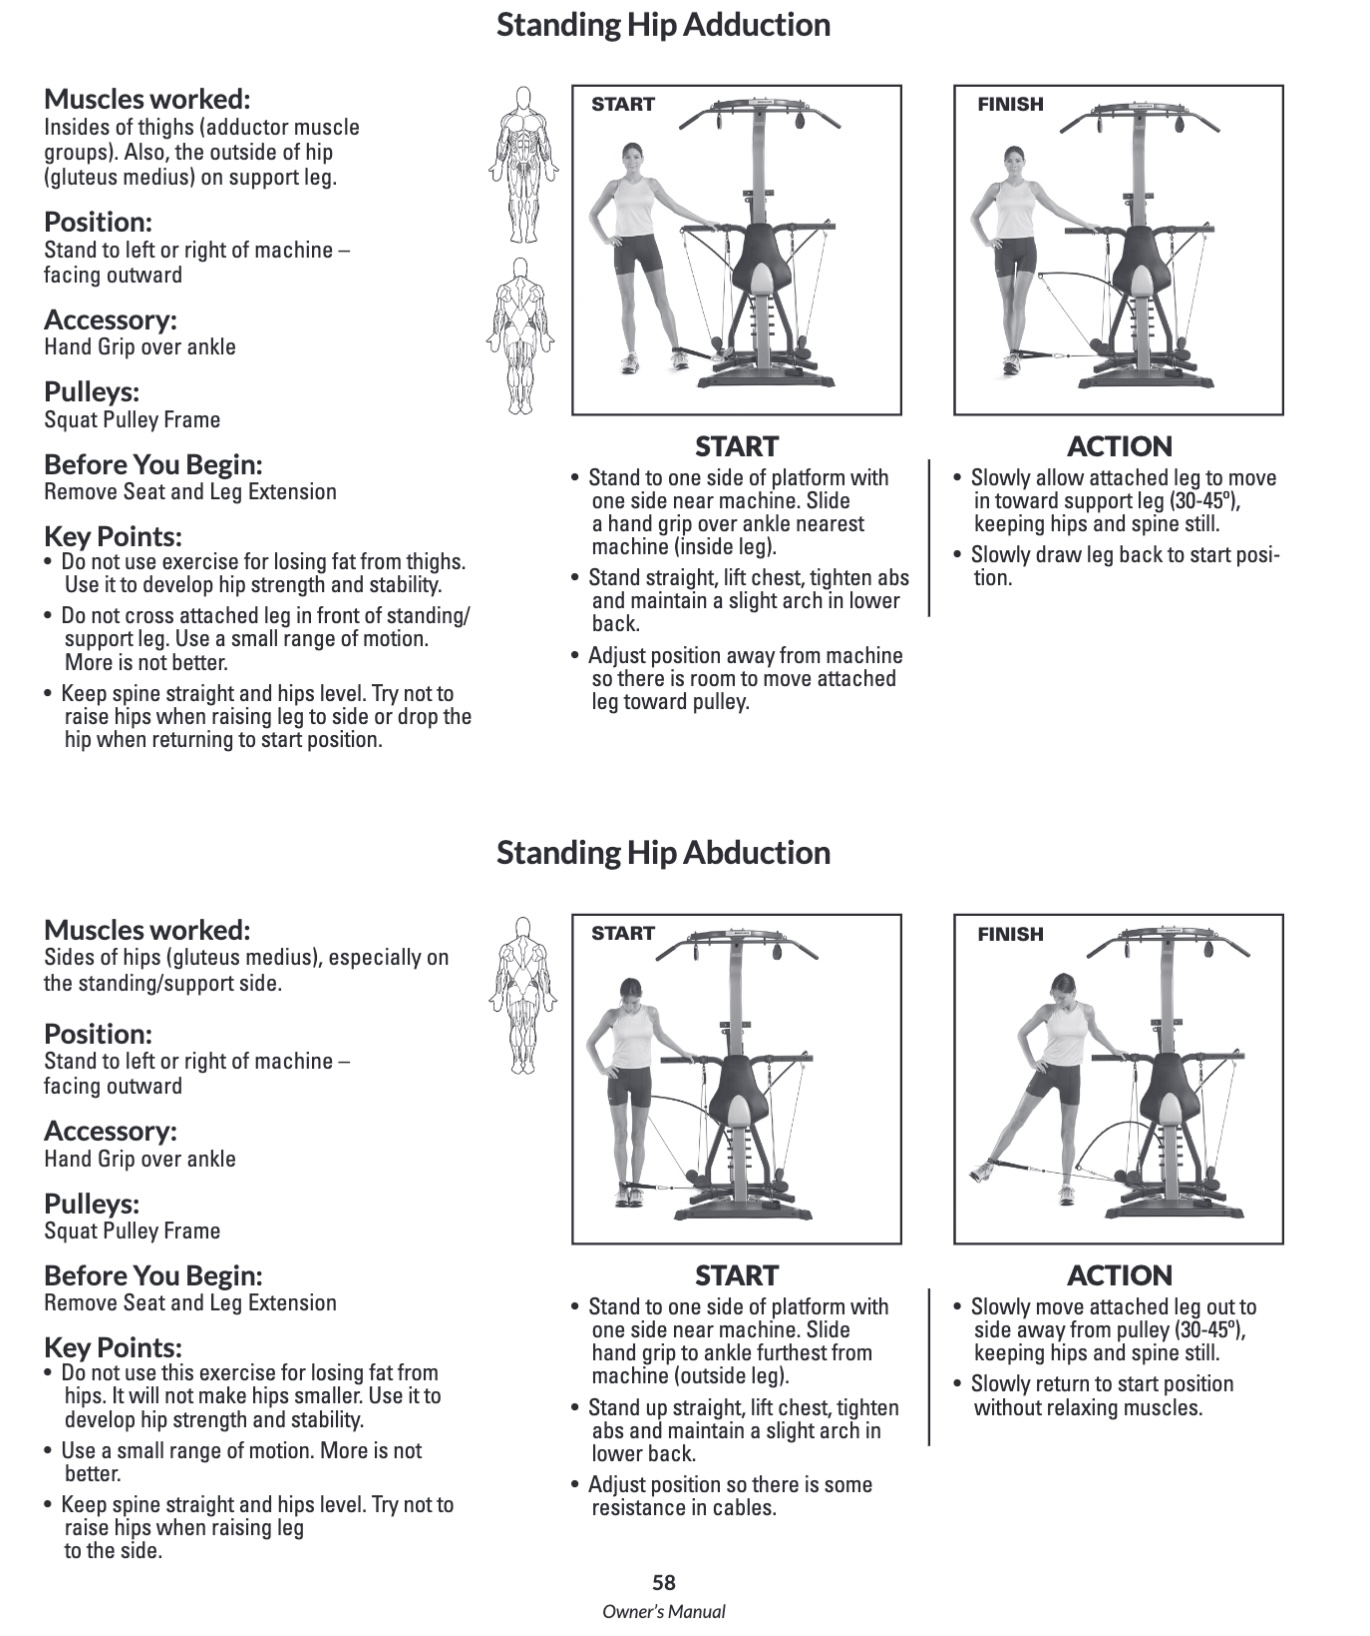 Standing Hip Adduction
Muscles worked:
Insides of thighs (adductor muscle
groups). Also, the outside of hip
(gluteus medius) on support leg.
Position:
Stand to left or right of machine –
facing outward
Accessory:
Hand Grip over ankle
Pulleys:
Squat Pulley Frame
Before You Begin:
Remove Seat and Leg Extension
Key Points:
• Do not use exercise for losing fat from thighs.
Use it to develop hip strength and stability.
• Do not cross attached leg in front of standing/
support leg. Use a small range of motion.
More is not better.
• Keep spine straight and hips level. Try not to
raise hips when raising leg to side or drop the
hip when returning to start position.
START
FINISH
START
• Stand to one side of platform with
one side near machine. Slide
a hand grip over ankle nearest
machine (inside leg).
• Stand straight, lift chest, tighten abs
and maintain a slight arch in lower
back.
• Adjust position away from machine
so there is room to move attached
leg toward pulley.
ACTION
• Slowly allow attached leg to move
in toward support leg (30-45º),
keeping hips and spine still.
• Slowly draw leg back to start posi-
tion.
Standing Hip Abduction
Muscles worked:
Sides of hips (gluteus medius), especially on
the standing/support side.
Position:
Stand to left or right of machine –
facing outward
Accessory:
Hand Grip over ankle
Pulleys:
Squat Pulley Frame
Before You Begin:
Remove Seat and Leg Extension
Key Points:
• Do not use this exercise for losing fat from
hips. It will not make hips smaller. Use it to
develop hip strength and stability.
• Use a small range of motion. More is not
better.
• Keep spine straight and hips level. Try not to
raise hips when raising leg
to the side.
START
FINISH
START
• Stand to one side of platform with
one side near machine. Slide
hand grip to ankle furthest from
machine (outside leg).
• Stand up straight, lift chest, tighten
abs and maintain a slight arch in
lower back.
• Adjust position so there is some
resistance in cables.
ACTION
• Slowly move attached leg out to
side away from pulley (30-45º),
keeping hips and spine still.
• Slowly return to start position
without relaxing muscles.
58
Owner's Manual